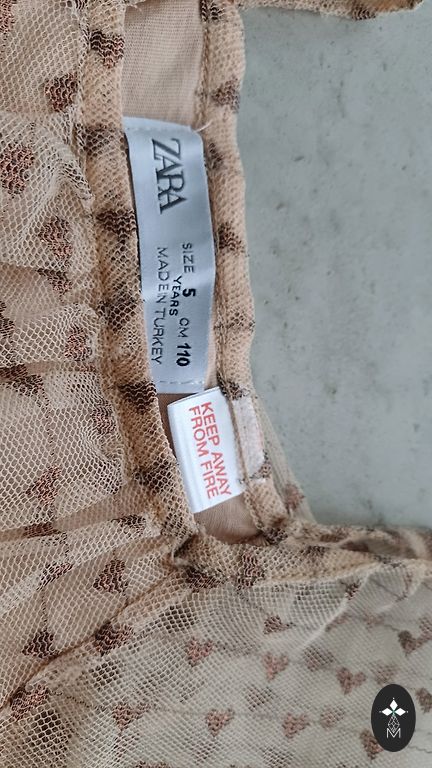 ZARA
SIZE 5 CM 110
YEARS
MADE IN TURKEY
KEEP AWAY
FROM FIRE
M